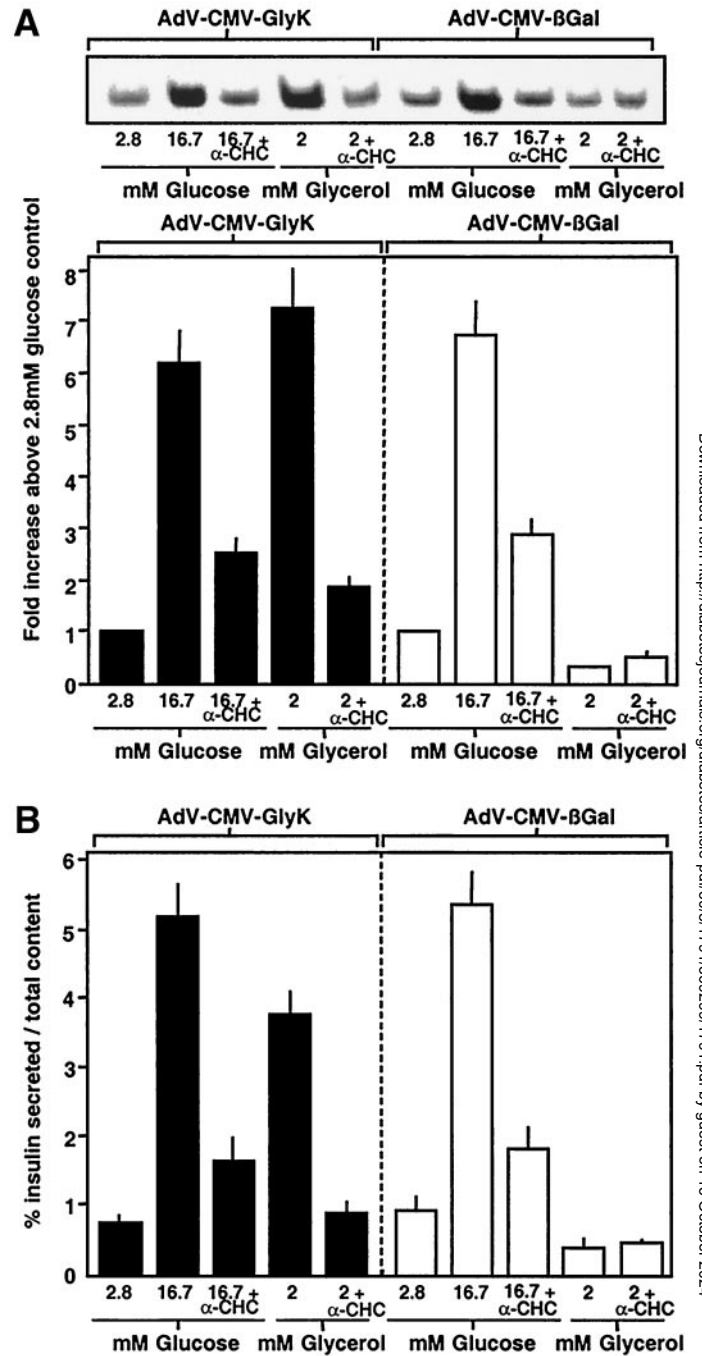 A
AdV-CMV-GlyK AdV-CMV-ßGal
2.8 16.7 16.7 + α-CHC 2 2 + α-CHC 2.8 16.7 16.7 + α-CHC 2 2 + α-CHC
mM Glucose mM Glycerol mM Glucose mM Glycerol
AdV-CMV-GlyK AdV-CMV-ßGal
Fold increase above 2.8mM glucose control
8
7
6
5
4
3
2
1
0
2.8 16.7 16.7 + α-CHC 2 2 + α-CHC 2.8 16.7 16.7 + α-CHC 2 2 + α-CHC
mM Glucose mM Glycerol mM Glucose mM Glycerol
B
AdV-CMV-GlyK AdV-CMV-ßGal
% insulin secreted / total content
6
5
4
3
2
1
0
2.8 16.7 16.7 + α-CHC 2 2 + α-CHC 2.8 16.7 16.7 + α-CHC 2 2 + α-CHC
mM Glucose mM Glycerol mM Glucose mM Glycerol